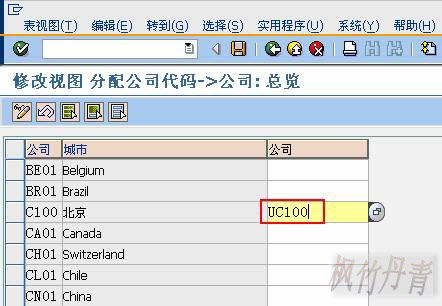 表视图(T) 编辑(E) 转到(G) 选择(S) 实用程序(U) 系统(Y) 帮助(H)
修改视图 分配公司代码->公司: 总览
公司 城市 公司
BE01 Belgium
BR01 Brazil
C100 北京 UC100
CA01 Canada
CH01 Switzerland
CL01 Chile
CN01 China
枫竹丹青